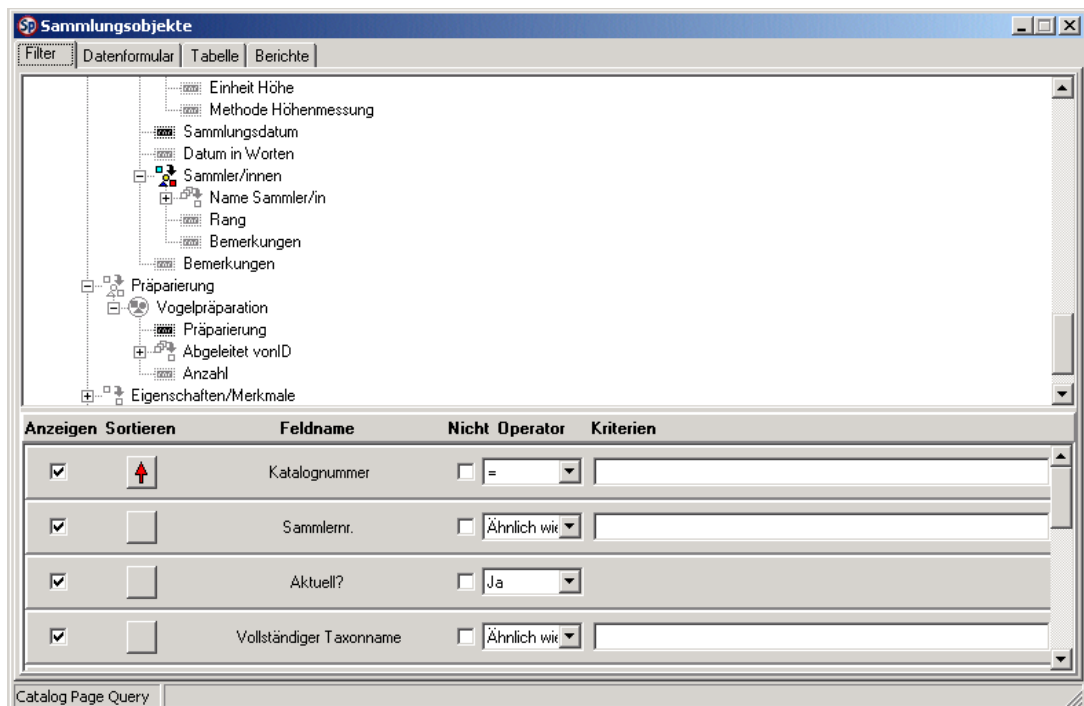 Sammlungsobjekte
Filter Datenformular Tabelle Berichte
Einheit Höhe
Methode Höhenmessung
Sammlungsdatum
Datum in Worten
Sammler/innen
Name Sammler/in
Rang
Bemerkungen
Bemerkungen
Präparierung
Vogelpräparation
Präparierung
Abgeleitet vonID
Anzahl
Eigenschaften/Merkmale
Anzeigen Sortieren Feldname Nicht Operator Kriterien
Katalognummer =
Sammlernr. Ähnlich wie
Aktuell? Ja
Vollständiger Taxonname Ähnlich wie
Catalog Page Query